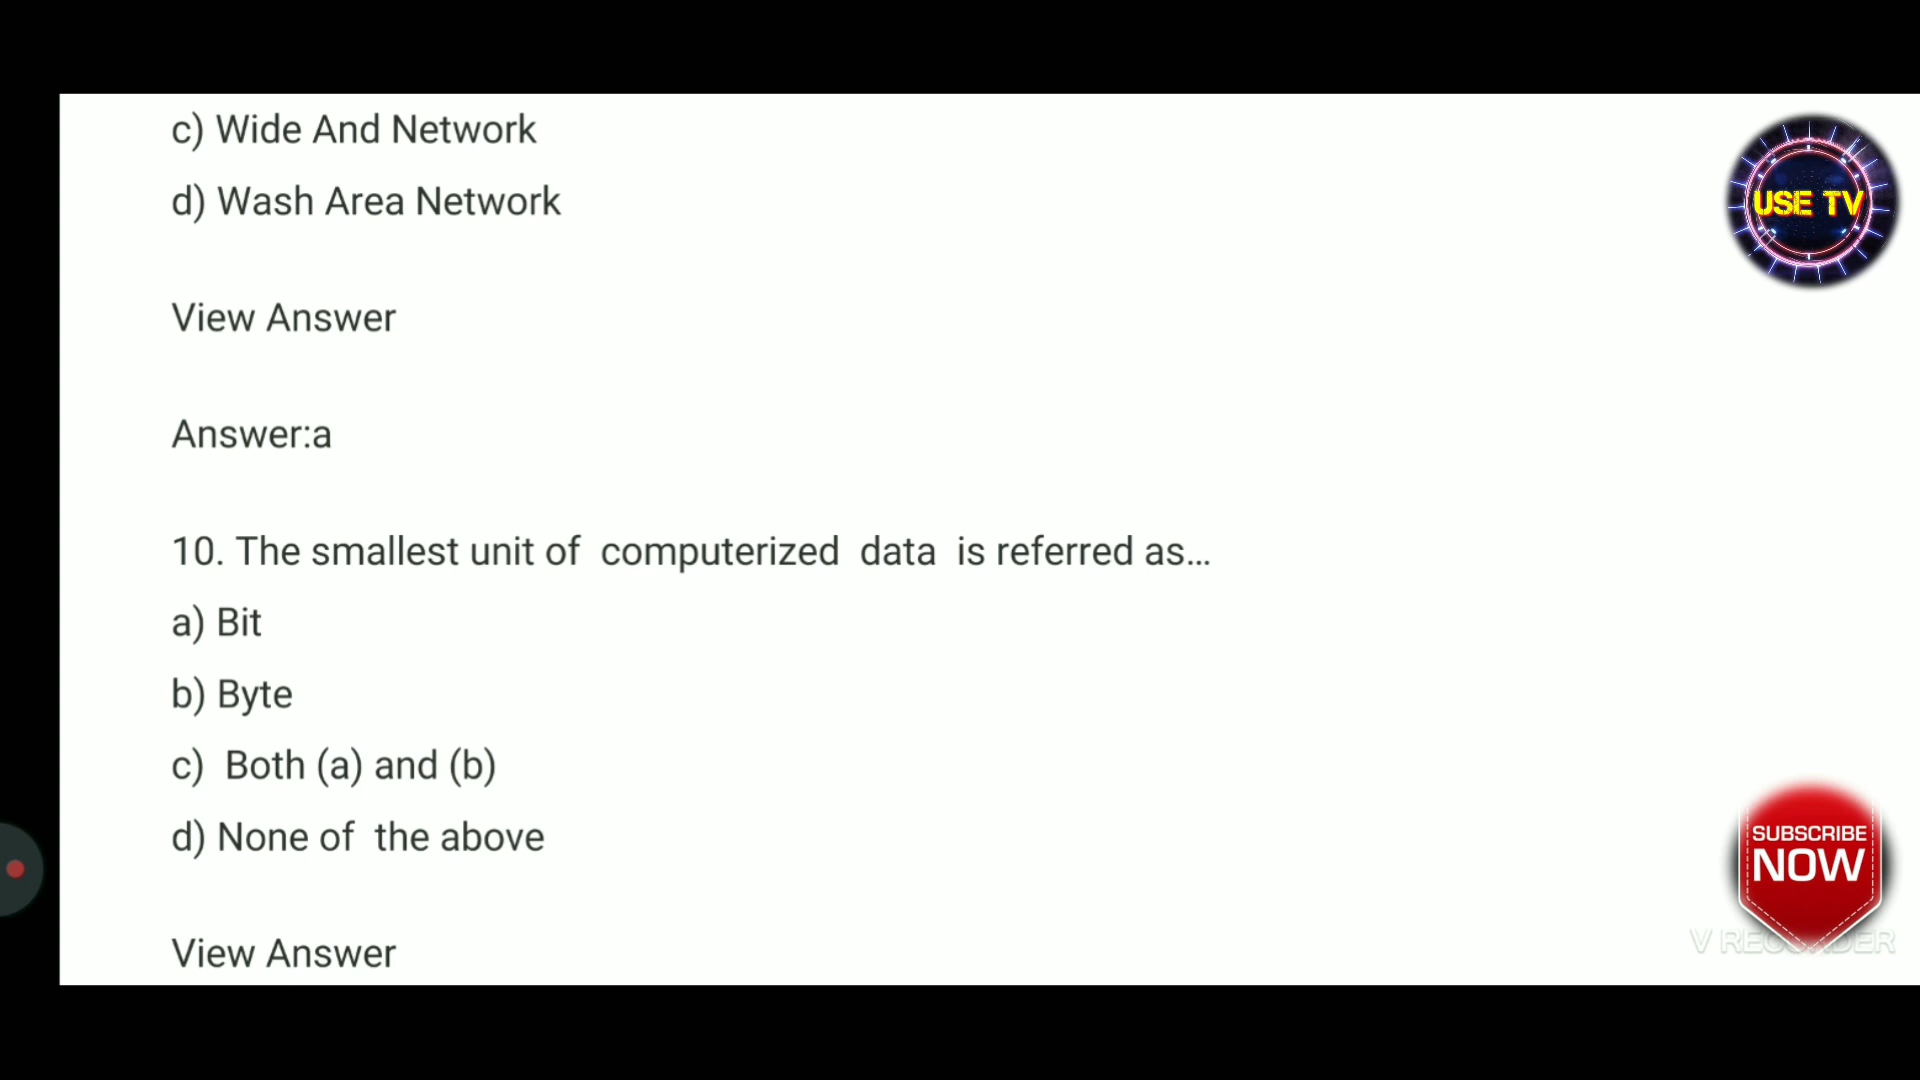 c) Wide And Network
d) Wash Area Network
View Answer
Answer:a
10. The smallest unit of  computerized  data  is referred as...
a) Bit
b) Byte
c)  Both (a) and (b)
d) None of  the above
View Answer
USE TV
SUBSCRIBE
NOW
V RECORDER